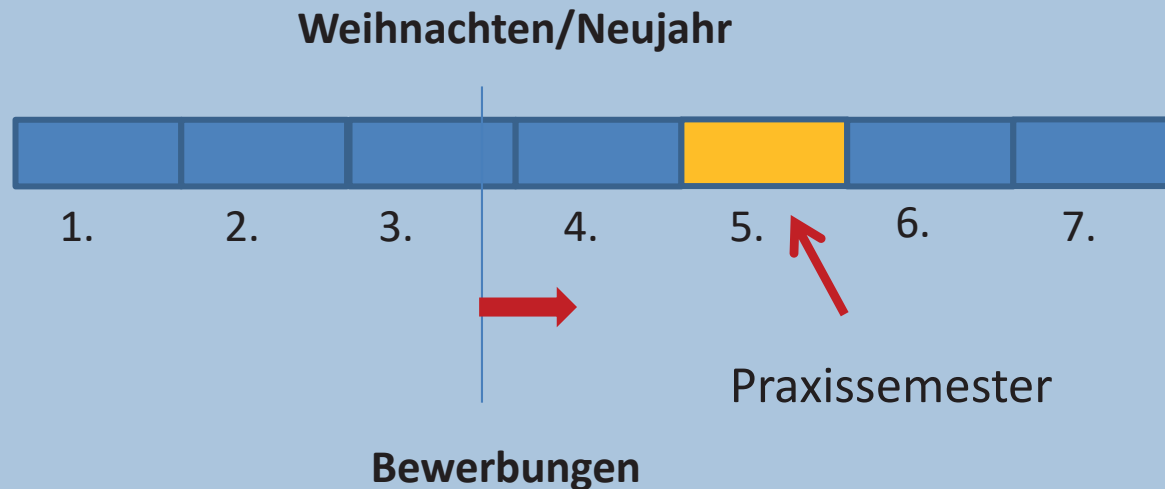 Weihnachten/Neujahr
1. 2. 3. 4. 5. 6. 7.
Praxissemester
Bewerbungen